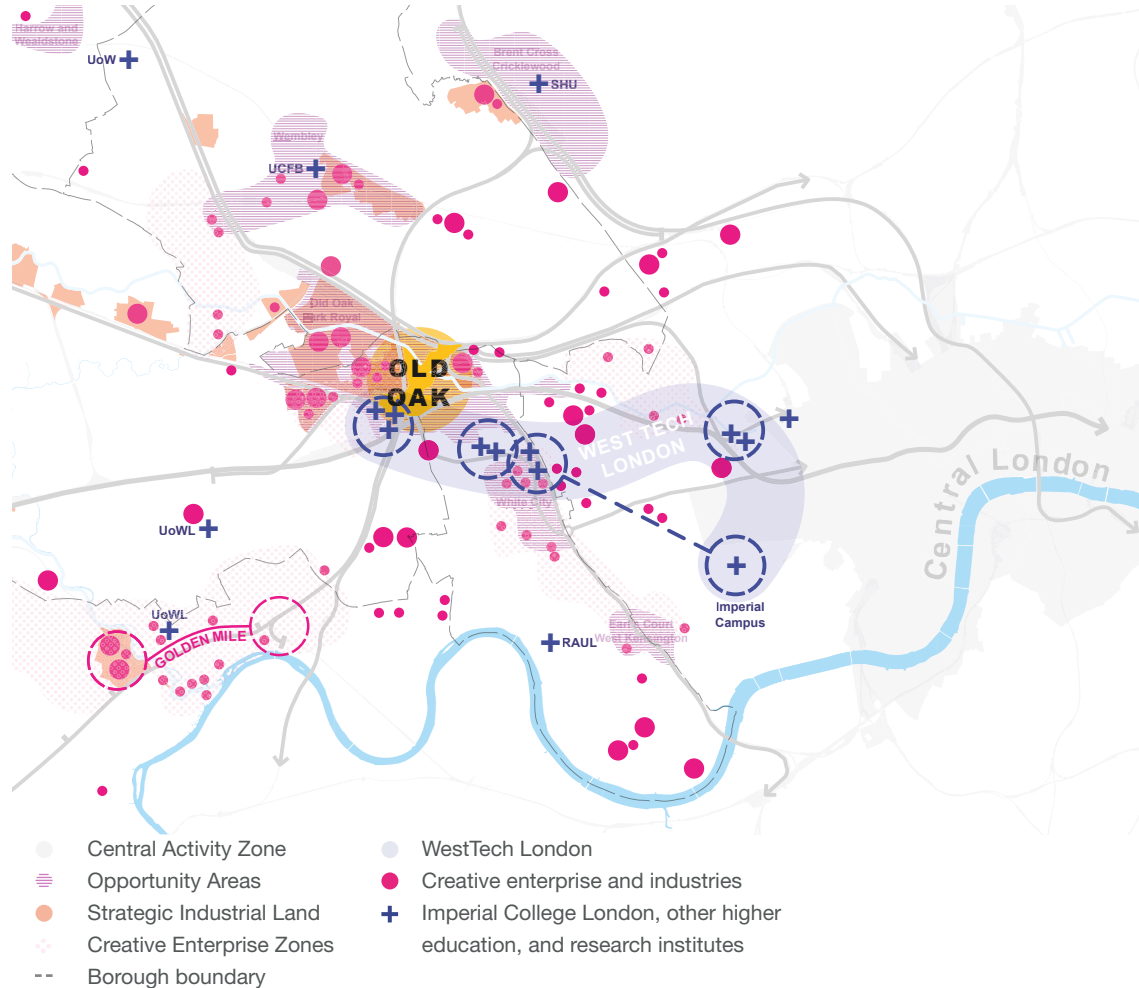 Harrow and
Wealdstone
UoW
Brent Cross
Cricklewood
SHU
Wembley
UCFB
Old Oak
Park Royal
OLD
OAK
WEST TECH
LONDON
Central London
White City
UoWL
Imperial
Campus
UoWL
GOLDEN MILE
Earl's Court
West Kensington
RAUL
Central Activity Zone
Opportunity Areas
Strategic Industrial Land
Creative Enterprise Zones
Borough boundary
WestTech London
Creative enterprise and industries
Imperial College London, other higher
education, and research institutes